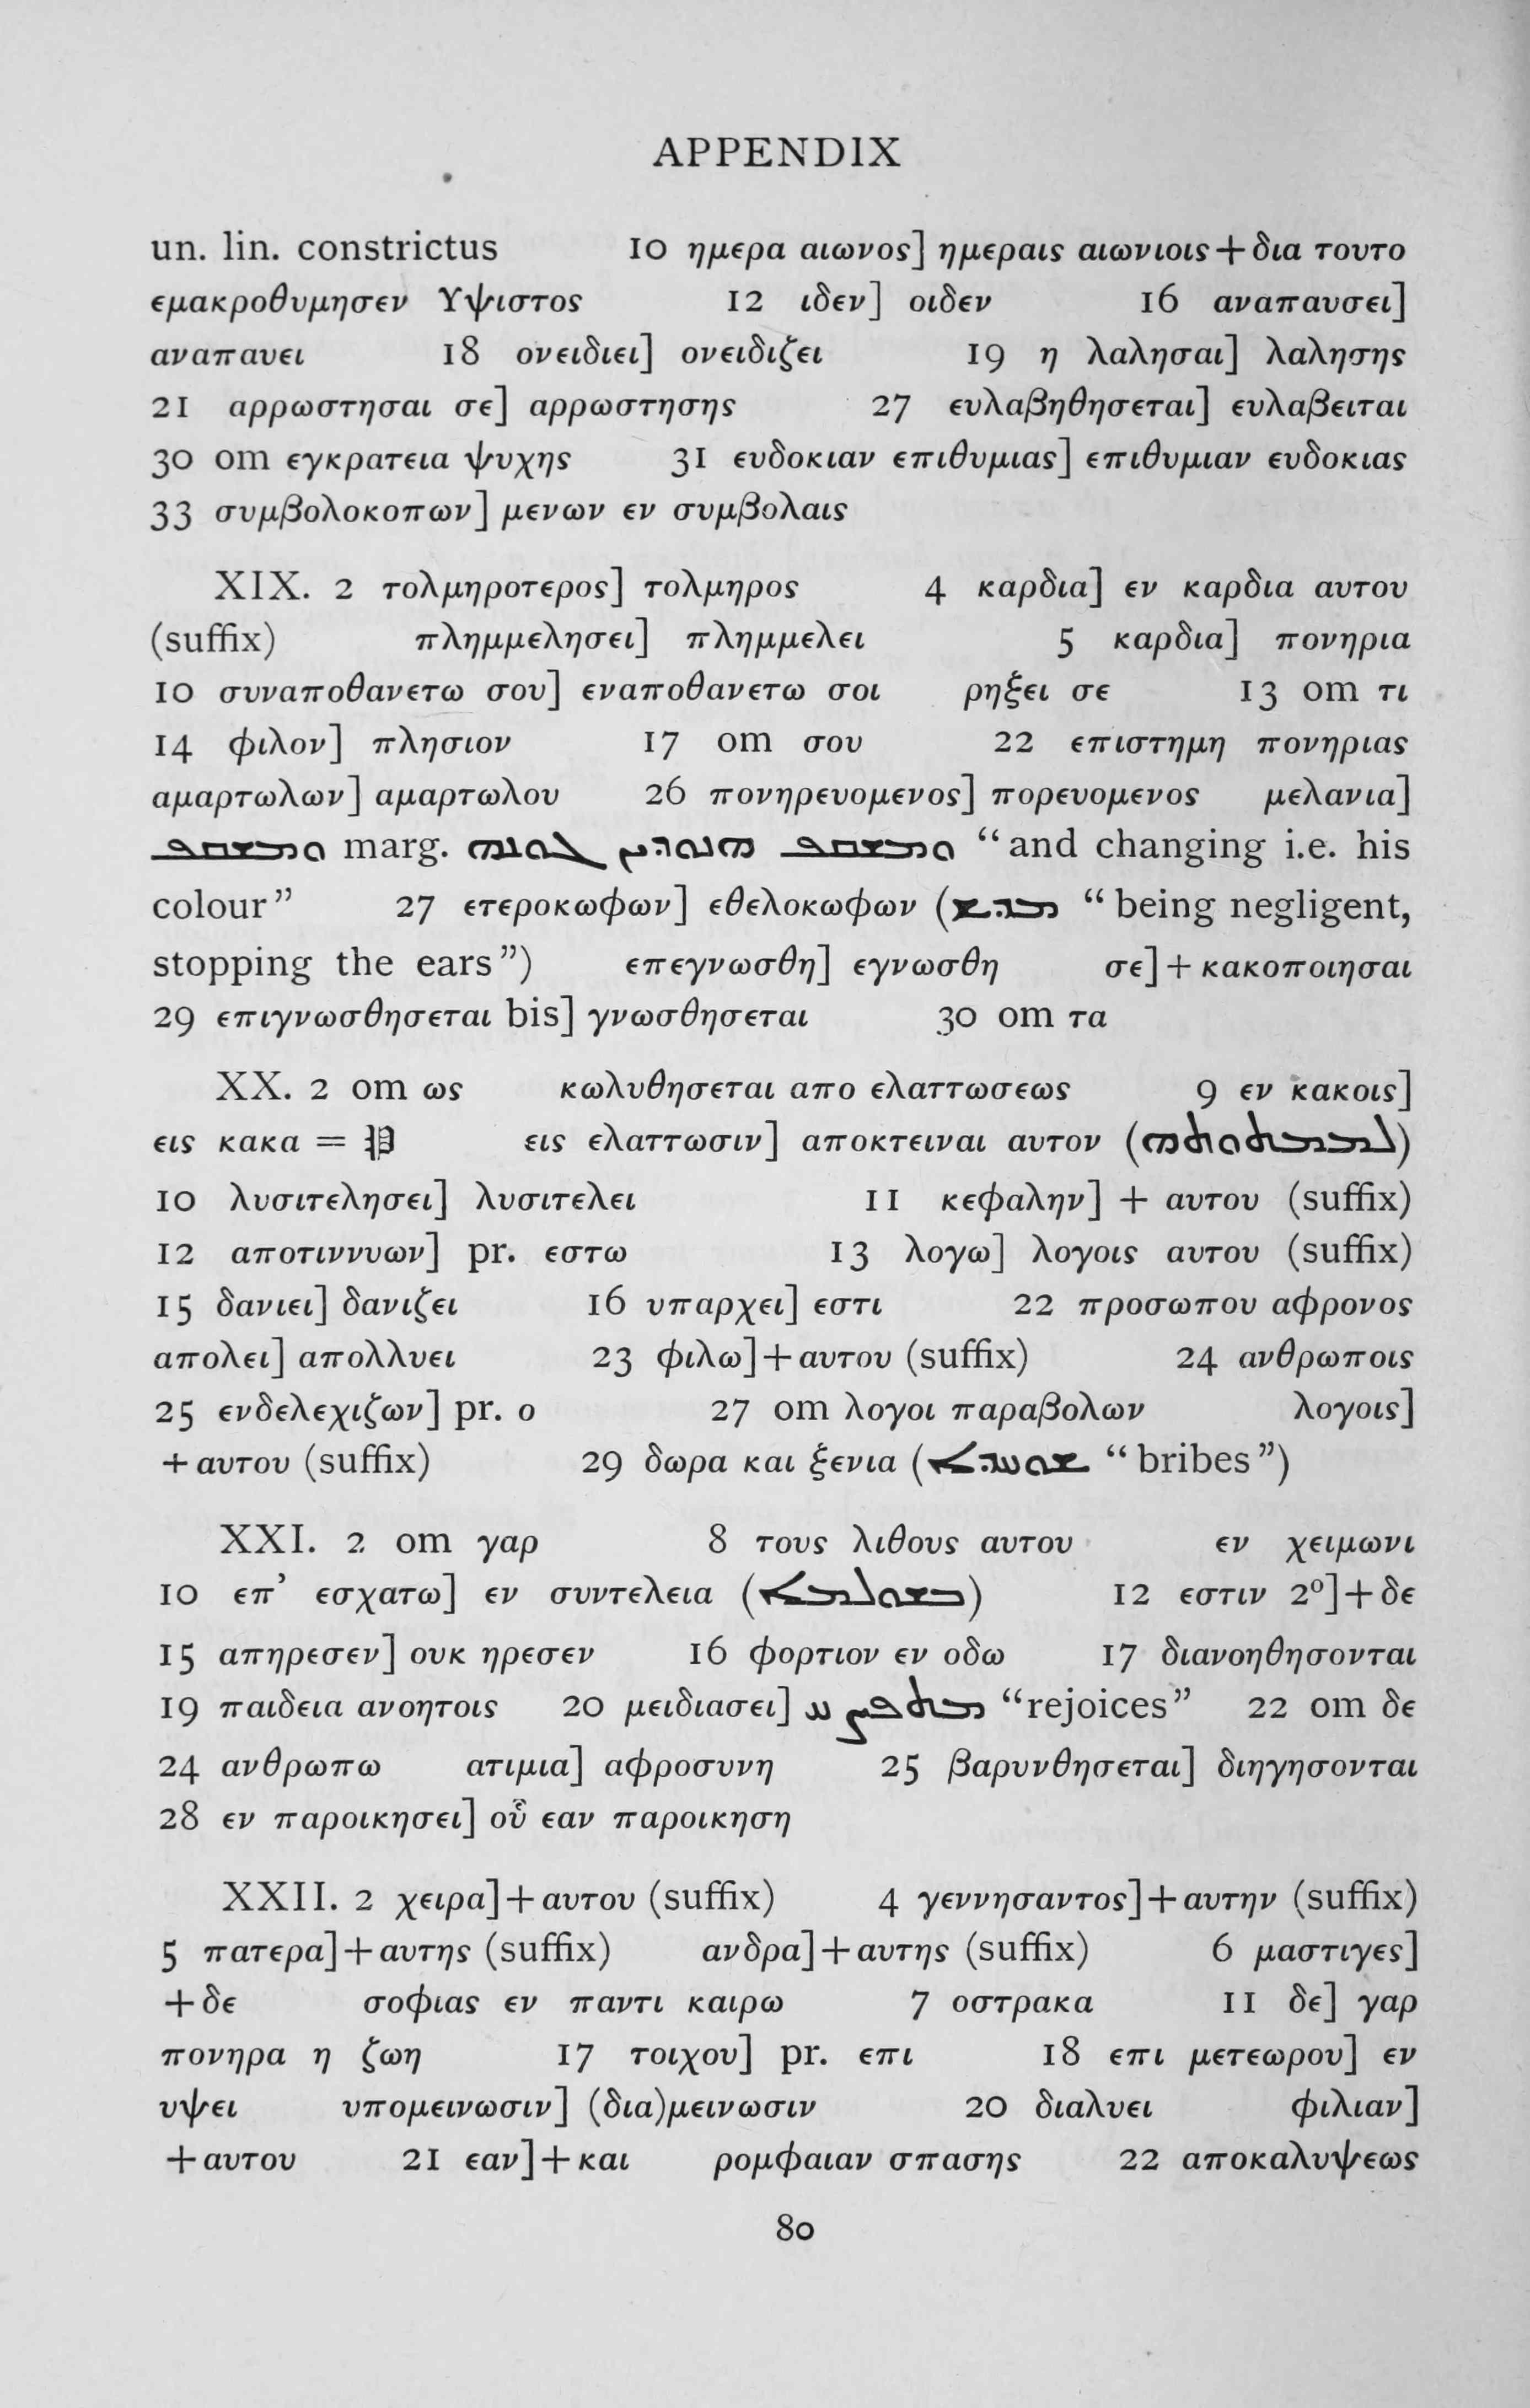 APPENDIX
un. lin. constrictus 10 ημερα αιωνος] ημεραις αιωνιοις + δια τουτο
εμακροθυμησεν Υψιστος 12 ιδεν] οιδεν 16 αναπαυσει]
αναπαυει 18 ονειδιει] ονειδιζει 19 η λαλησαι] λαλησης
21 αρρωστησαι σε] αρρωστησης 27 ευλαβηθησεται] ευλαβειται
30 om εγκρατεια ψυχης 31 ευδοκιαν επιθυμιας] επιθυμιαν ευδοκιας
33 συμβολοκοπων] μενων εν συμβολαις
XIX. 2 τολμηροτερος] τολμηρος 4 καρδια] εν καρδια αυτου
(suffix) πλημμελησει] πλημμελει 5 καρδια] πονηρια
10 συναποθανετω σου] εναποθανετω σοι ρηξει σε 13 om τι
14 φιλον] πλησιον 17 om σου 22 επιστημη πονηριας
αμαρτωλων] αμαρτωλου 26 πονηρευομενος] πορευομενος μελανια]
marg. “and changing i.e. his
colour” 27 ετεροκωφων] εθελοκωφων ( “being negligent,
stopping the ears”) επεγνωσθη] εγνωσθη σε] + κακοποιησαι
29 επιγνωσθησεται bis] γνωσθησεται 30 om τα
XX. 2 om ως κωλυθησεται απο ελαττωσεως 9 εν κακοις]
εις κακα = εις ελαττωσιν] αποκτειναι αυτον ()
10 λυσιτελησει] λυσιτελει 11 κεφαλην] + αυτου (suffix)
12 αποτιννυων] pr. εστω 13 λογω] λογοις αυτου (suffix)
15 δανιει] δανιζει 16 υπαρχει] εστι 22 προσωπου αφρονος
απολει] απολλυει 23 φιλω] + αυτου (suffix) 24 ανθρωποις
25 ενδελεχιζων] pr. ο 27 om λογοι παραβολων λογοις]
+ αυτου (suffix) 29 δωρα και ξενια (ܫܘܚܕܐ “bribes”)
XXI. 2 om γαρ 8 τους λιθους αυτου εν χειμωνι
10 επ’ εσχατω] εν συντελεια (ܒܫܘܠܡܐ) 12 εστιν 2º] + δε
15 απηρεσεν] ουκ ηρεσεν 16 φορτιον εν οδω 17 διανοηθησονται
19 παιδεια ανοητοις 20 μειδιασει] ܡܬܦܨܚ “rejoices” 22 om δε
24 ανθρωπω ατιμια] αφροσυνη 25 βαρυνθησεται] διηγησονται
28 εν παροικησει] οὗ εαν παροικηση
XXII. 2 χειρα] + αυτου (suffix) 4 γεννησαντος] + αυτην (suffix)
5 πατερα] + αυτης (suffix) ανδρα] + αυτης (suffix) 6 μαστιγες]
+ δε σοφιας εν παντι καιρω 7 οστρακα 11 δε] γαρ
πονηρα η ζωη 17 τοιχου] pr. επι 18 επι μετεωρου] εν
υψει υπομεινωσιν] (δια)μεινωσιν 20 διαλυει φιλιαν]
+ αυτου 21 εαν] + και ρομφαιαν σπασης 22 αποκαλυψεως
80